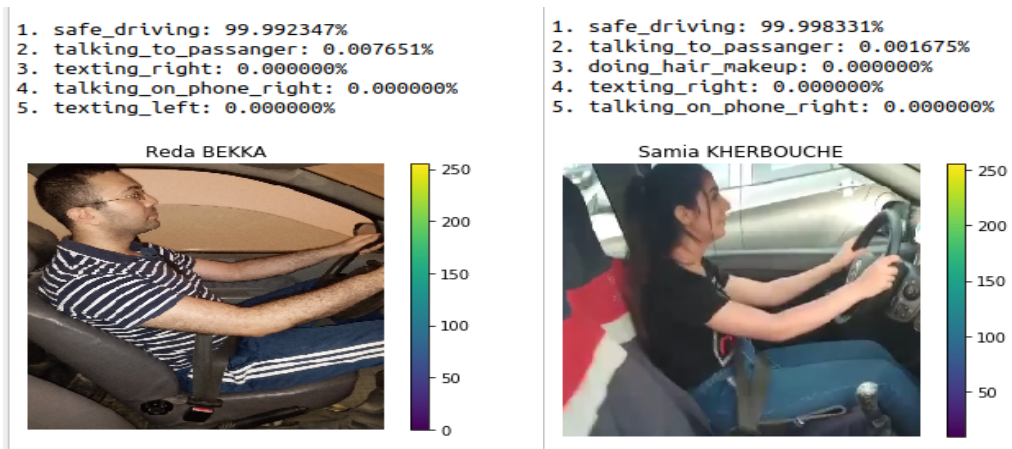 1. safe_driving: 99.992347%
2. talking_to_passanger: 0.007651%
3. texting_right: 0.000000%
4. talking_on_phone_right: 0.000000%
5. texting_left: 0.000000%
Reda BEKKA
250
200
150
100
50
0
1. safe_driving: 99.998331%
2. talking_to_passanger: 0.001675%
3. doing_hair_makeup: 0.000000%
4. texting_right: 0.000000%
5. talking_on_phone_right: 0.000000%
Samia KHERBOUCHE
250
200
150
100
50